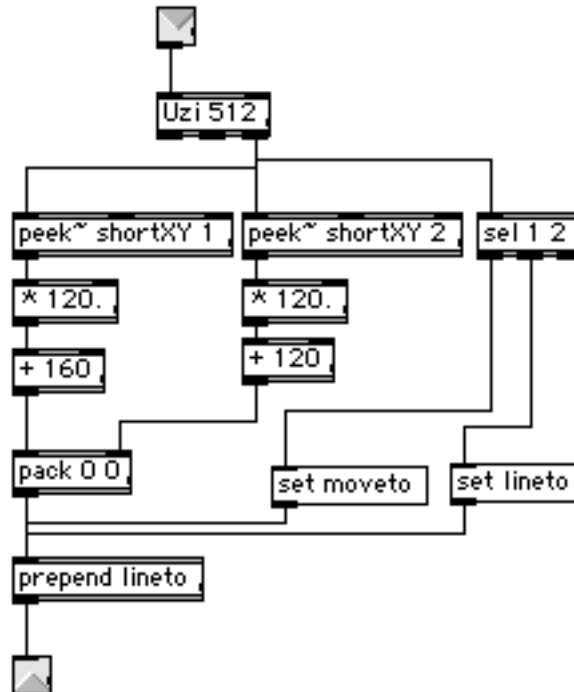 Uzi 512
peek~ shortXY 1
peek~ shortXY 2
sel 1 2
* 120.
* 120.
+ 160
+ 120
pack 0 0
set moveto
set lineto
prepend lineto